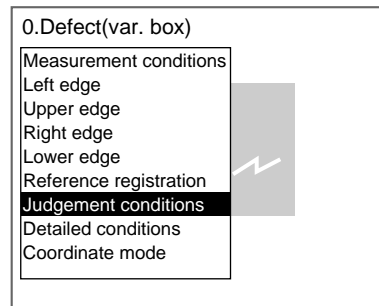 0.Defect(var. box)
Measurement conditions
Left edge
Upper edge
Right edge
Lower edge
Reference registration
Judgement conditions
Detailed conditions
Coordinate mode